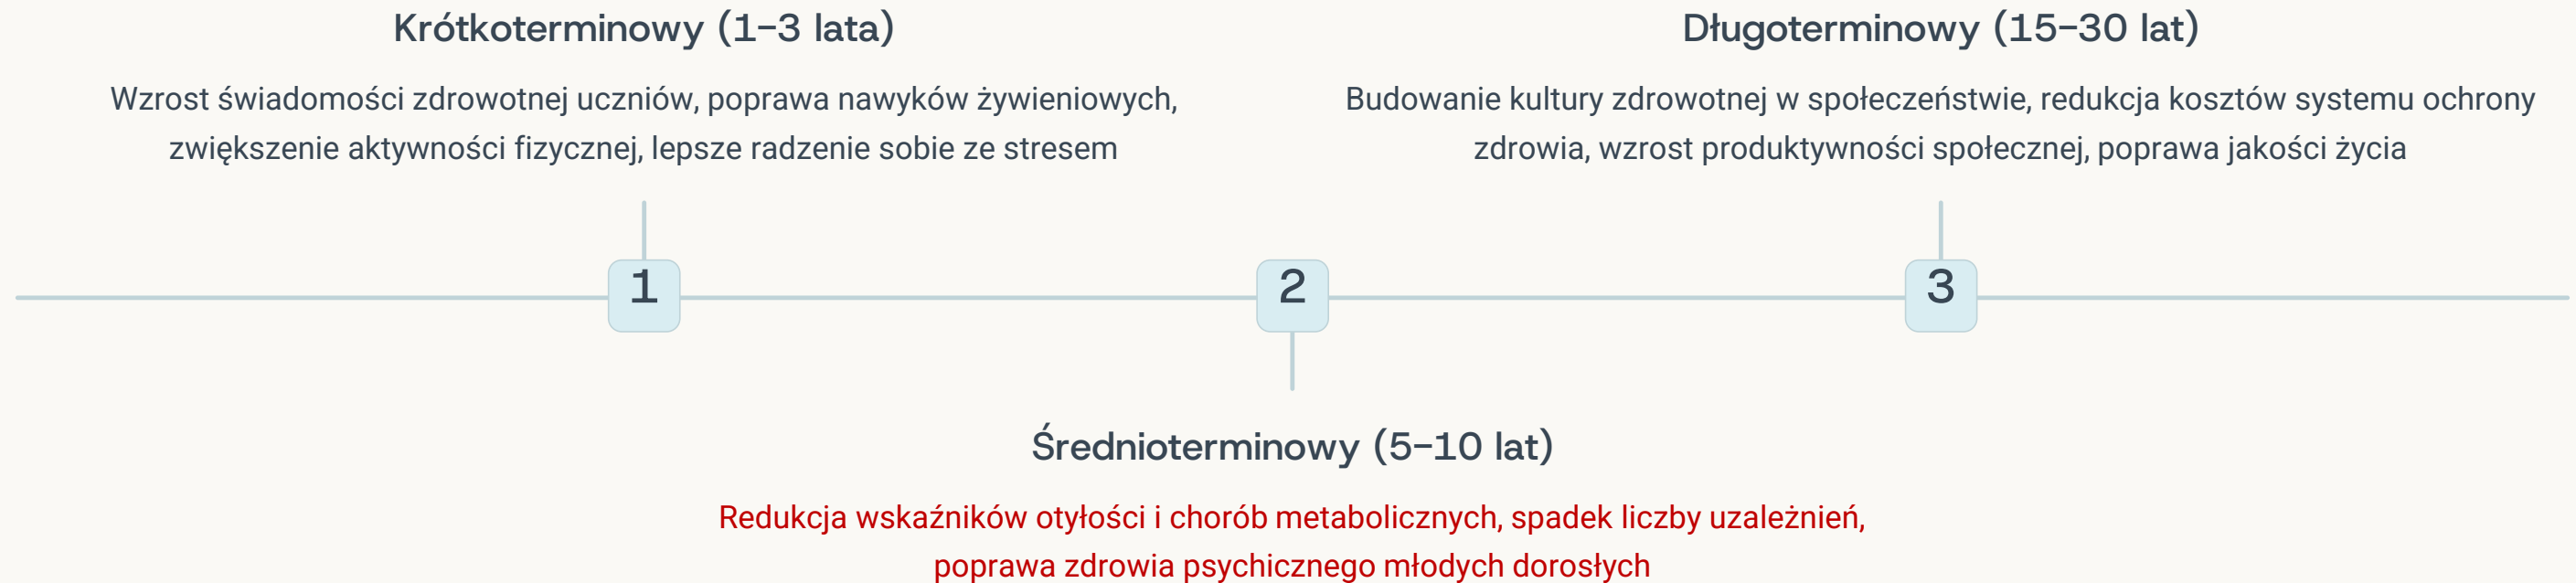 Krótkoterminowy (1–3 lata)
Wzrost świadomości zdrowotnej uczniów, poprawa nawyków żywieniowych,
zwiększenie aktywności fizycznej, lepsze radzenie sobie ze stresem
Długoterminowy (15–30 lat)
Budowanie kultury zdrowotnej w społeczeństwie, redukcja kosztów systemu ochrony
zdrowia, wzrost produktywności społecznej, poprawa jakości życia
1
2
3
Średnioterminowy (5–10 lat)
Redukcja wskaźników otyłości i chorób metabolicznych, spadek liczby uzależnień,
poprawa zdrowia psychicznego młodych dorosłych